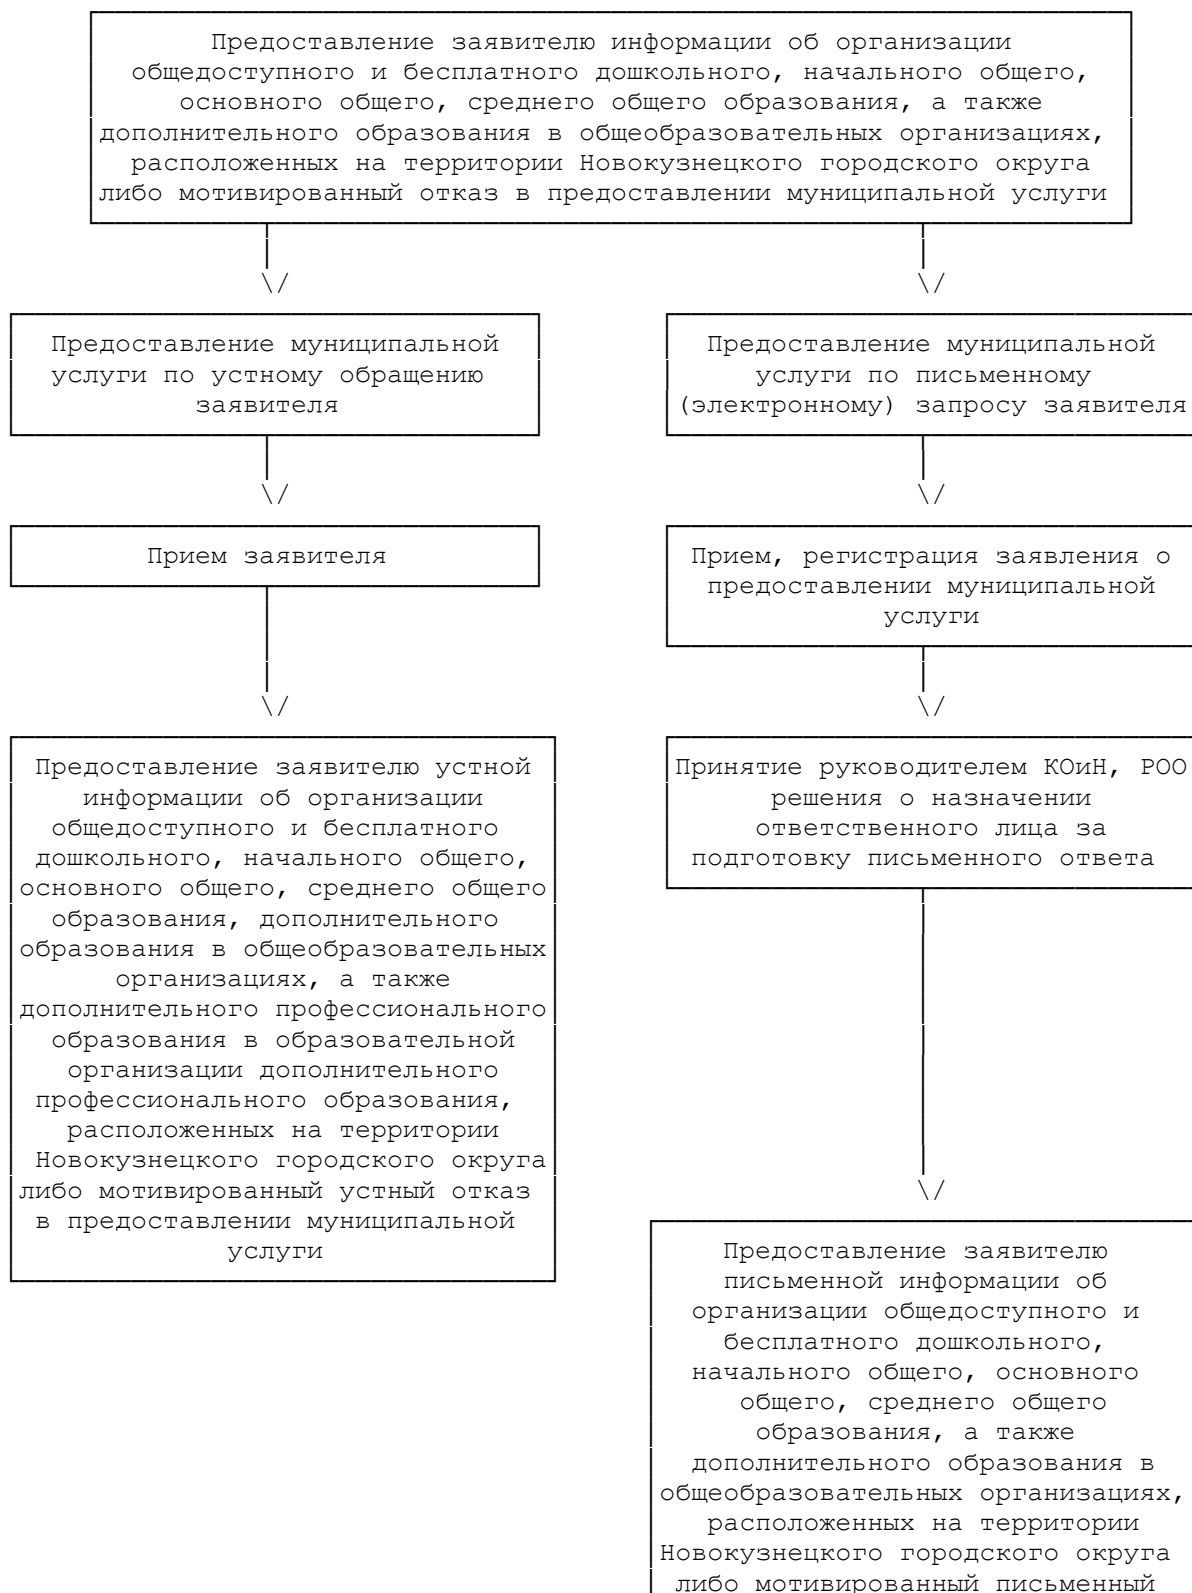 Предоставление заявителю информации об организации
общедоступного и бесплатного дошкольного, начального общего,
основного общего, среднего общего образования, а также
дополнительного образования в общеобразовательных организациях,
расположенных на территории Новокузнецкого городского округа
либо мотивированный отказ в предоставлении муниципальной услуги
Предоставление муниципальной
услуги по устному обращению
заявителя
Предоставление муниципальной
услуги по письменному
(электронному) запросу заявителя
Прием заявителя
Прием, регистрация заявления о
предоставлении муниципальной
услуги
Предоставление заявителю устной
информации об организации
общедоступного и бесплатного
дошкольного, начального общего,
основного общего, среднего общего
образования, дополнительного
образования в общеобразовательных
организациях, а также
дополнительного профессионального
образования в образовательной
организации дополнительного
профессионального образования,
расположенных на территории
Новокузнецкого городского округа
либо мотивированный устный отказ
в предоставлении муниципальной
услуги
Принятие руководителем КОиН, РОО
решения о назначении
ответственного лица за
подготовку письменного ответа
Предоставление заявителю
письменной информации об
организации общедоступного и
бесплатного дошкольного,
начального общего, основного
общего, среднего общего
образования, а также
дополнительного образования в
общеобразовательных организациях,
расположенных на территории
Новокузнецкого городского округа
либо мотивированный письменный